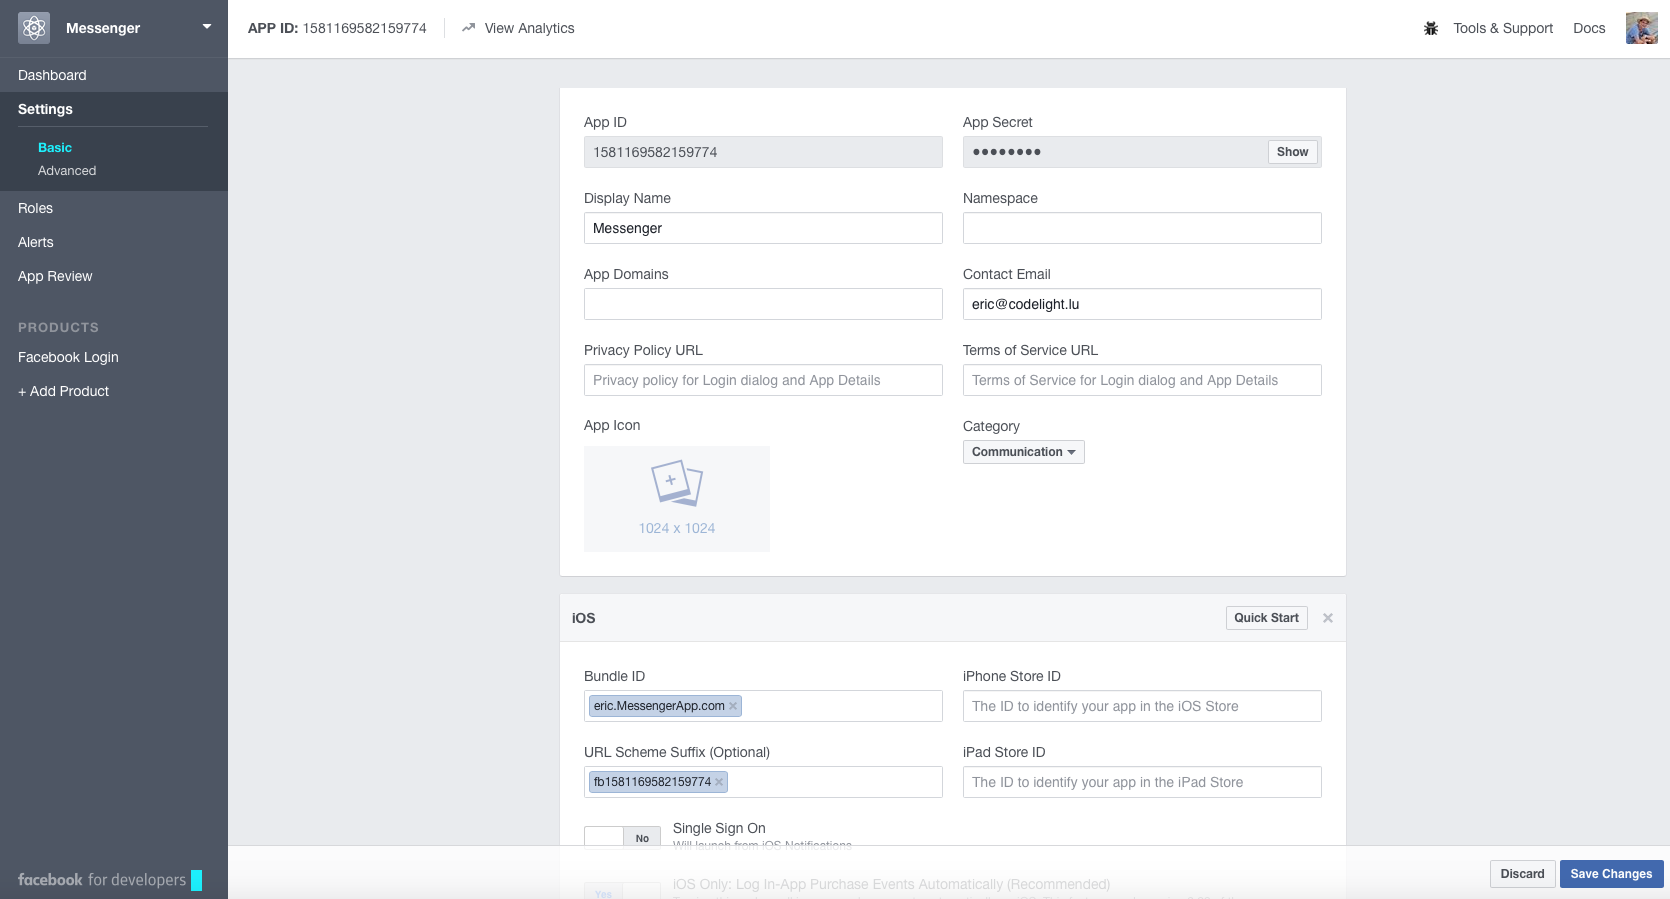 Messenger
APP ID: 1581169582159774
View Analytics
Tools & Support
Docs
Dashboard
Settings
Basic
Advanced
Roles
Alerts
App Review
PRODUCTS
Facebook Login
+ Add Product
facebook for developers
App ID
1581169582159774
App Secret
●●●●●●●●
Show
Display Name
Messenger
Namespace
App Domains
Contact Email
eric@codelight.lu
Privacy Policy URL
Privacy policy for Login dialog and App Details
Terms of Service URL
Terms of Service for Login dialog and App Details
App Icon
1024 x 1024
Category
Communication
iOS
Quick Start
Bundle ID
eric.MessengerApp.com
iPhone Store ID
The ID to identify your app in the iOS Store
URL Scheme Suffix (Optional)
fb1581169582159774
iPad Store ID
The ID to identify your app in the iPad Store
No
Single Sign On
Will launch from iOS Notifications
Yes
iOS Only: Log In-App Purchase Events Automatically (Recommended)
Discard
Save Changes